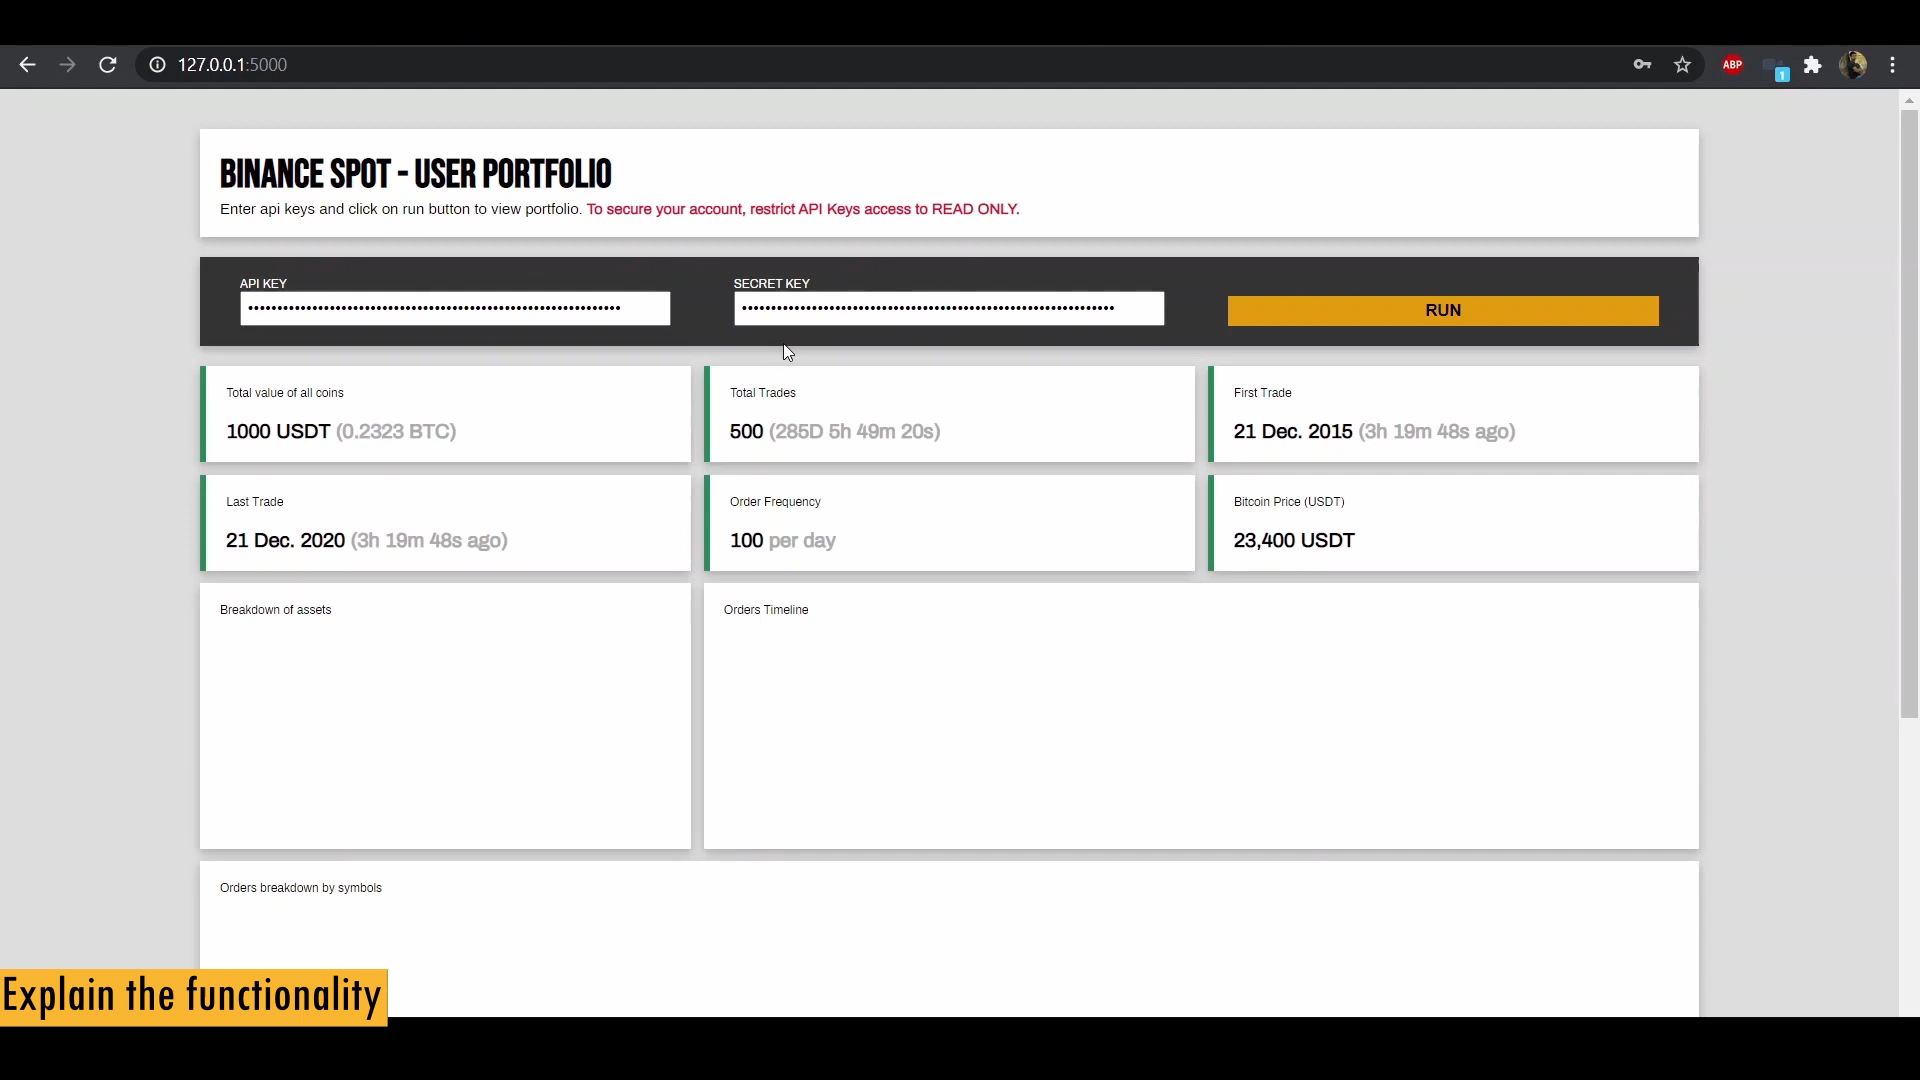 127.0.0.1:5000
ABP
1
BINANCE SPOT - USER PORTFOLIO
Enter api keys and click on run button to view portfolio. To secure your account, restrict API Keys access to READ ONLY.
API KEY
SECRET KEY
RUN
Total value of all coins
1000 USDT (0.2323 BTC)
Total Trades
500 (285D 5h 49m 20s)
First Trade
21 Dec. 2015 (3h 19m 48s ago)
Last Trade
21 Dec. 2020 (3h 19m 48s ago)
Order Frequency
100 per day
Bitcoin Price (USDT)
23,400 USDT
Breakdown of assets
Orders Timeline
Orders breakdown by symbols
Explain the functionality